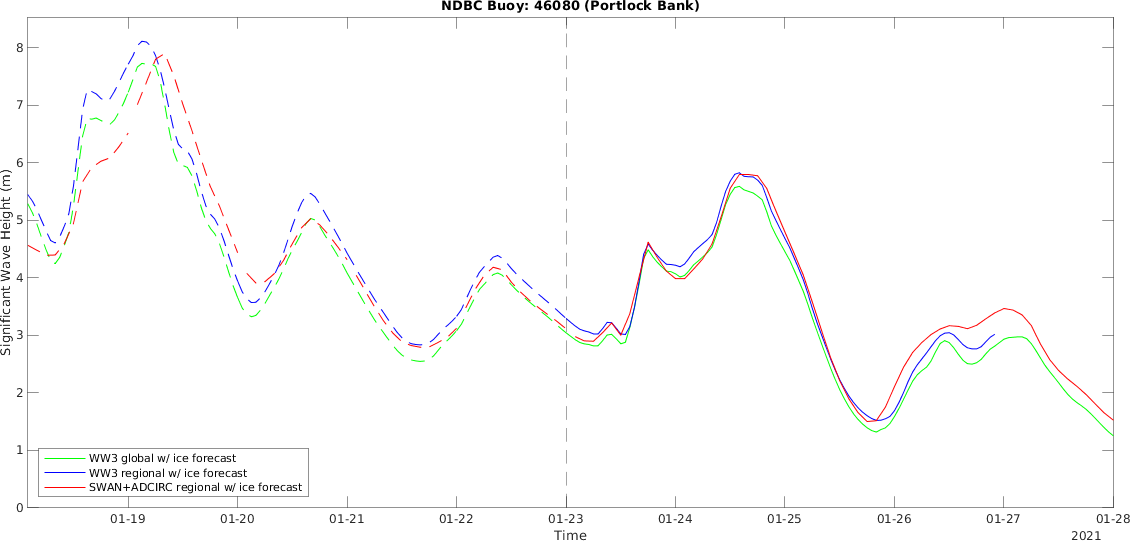 NDBC Buoy: 46080 (Portlock Bank)
Significant Wave Height (m)
8
7
6
5
4
3
2
1
0
WW3 global w/ ice forecast
WW3 regional w/ ice forecast
SWAN+ADCIRC regional w/ ice forecast
01-19 01-20 01-21 01-22 01-23 01-24 01-25 01-26 01-27 01-28
Time
2021